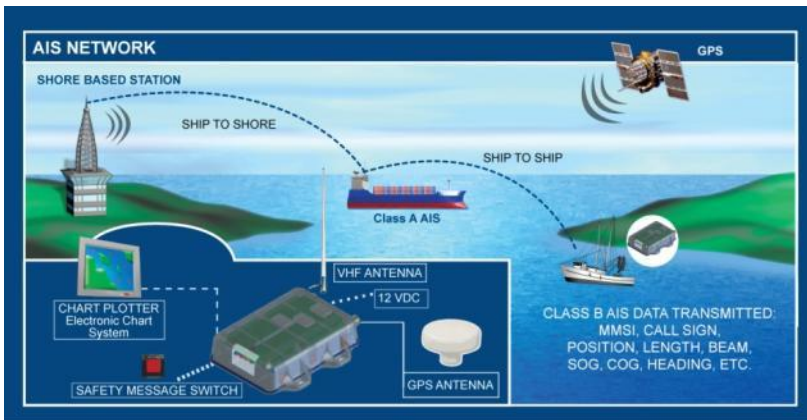 AIS NETWORK
GPS
SHORE BASED STATION
SHIP TO SHORE
SHIP TO SHIP
Class A AIS
VHF ANTENNA
12 VDC
CHART PLOTTER
Electronic Chart
System
SAFETY MESSAGE SWITCH
GPS ANTENNA
CLASS B AIS DATA TRANSMITTED:
MMSI, CALL SIGN,
POSITION, LENGTH, BEAM,
SOG, COG, HEADING, ETC.